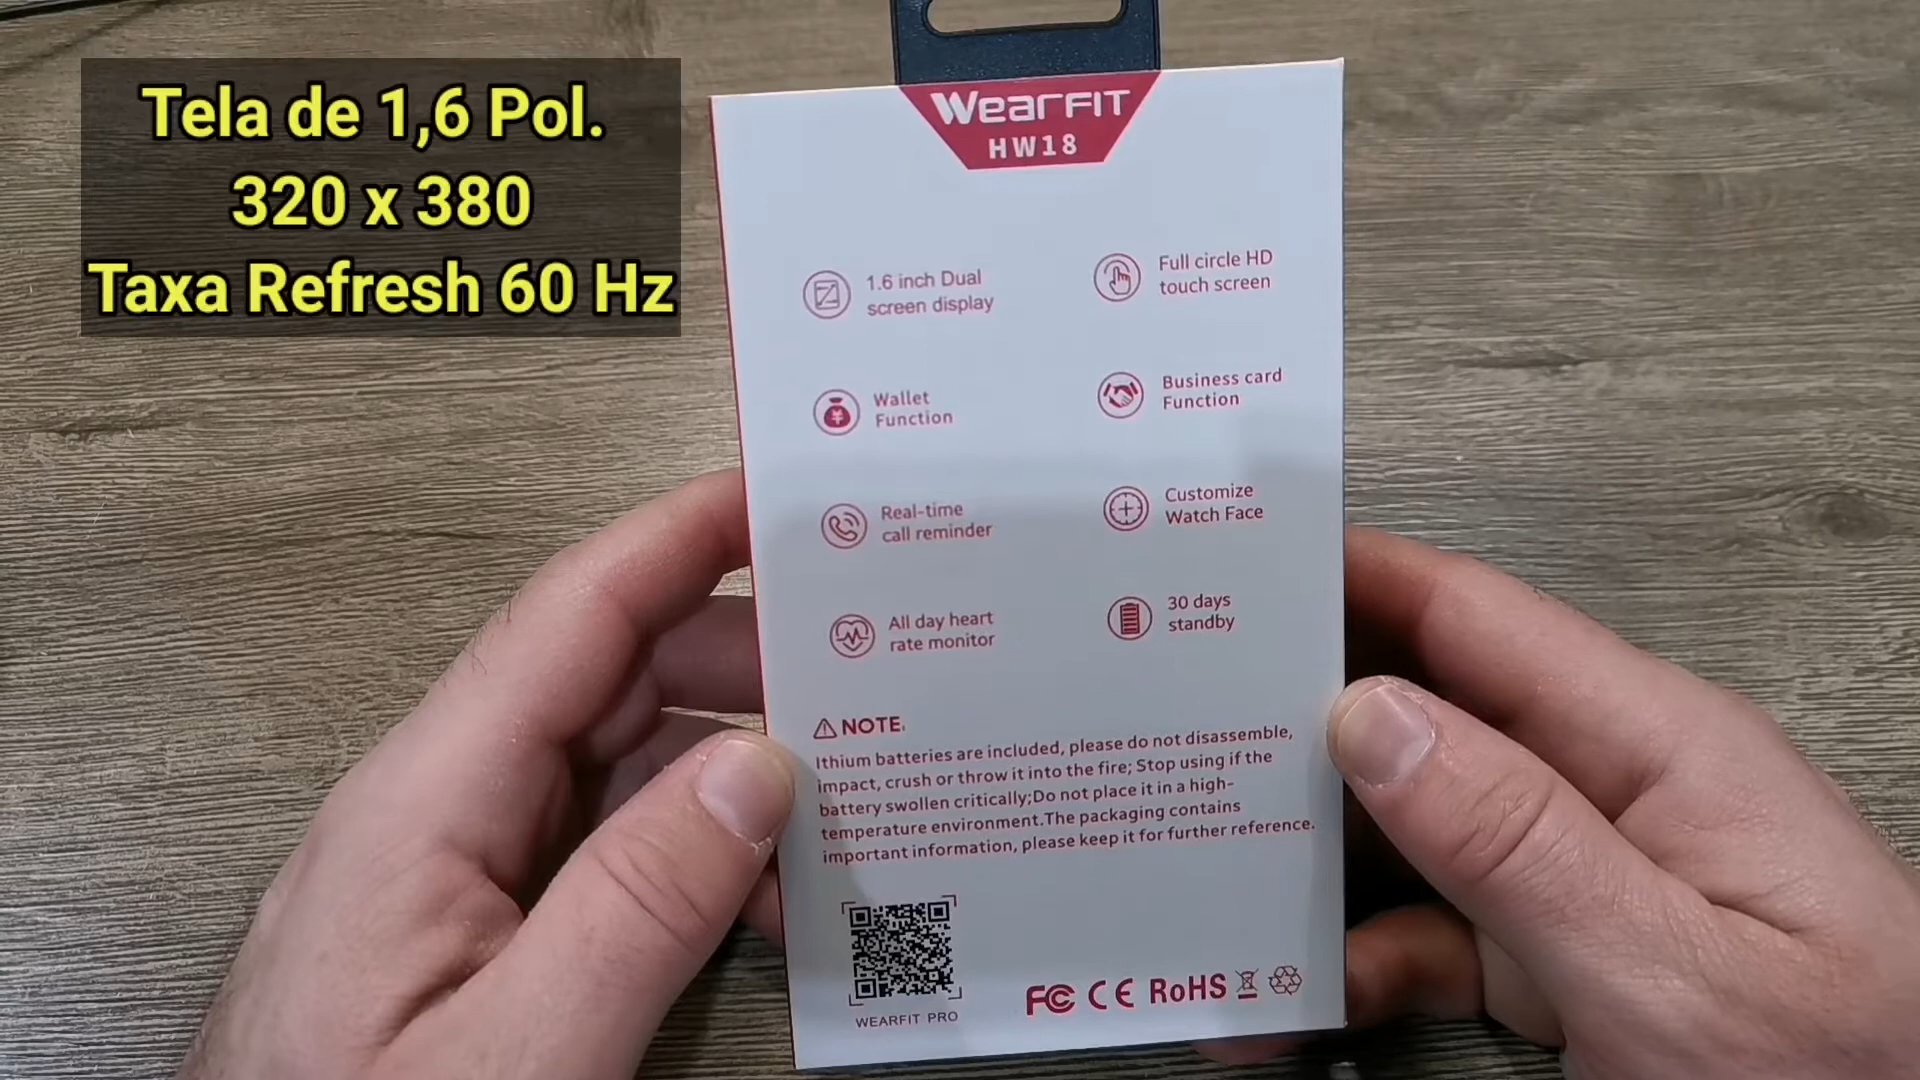 Tela de 1,6 Pol.
320 x 380
Taxa Refresh 60 Hz
WearFIT
HW18
1.6 inch Dual
screen display
Full circle HD
touch screen
Wallet
Function
Business card
Function
Real-time
call reminder
Customize
Watch Face
All day heart
rate monitor
30 days
standby
NOTE.
Ithium batteries are included, please do not disassemble,
impact, crush or throw it into the fire; Stop using if the
battery swollen critically;Do not place it in a high-
temperature environment.The packaging contains
important information, please keep it for further reference.
WEARFIT PRO
FC CE RoHS